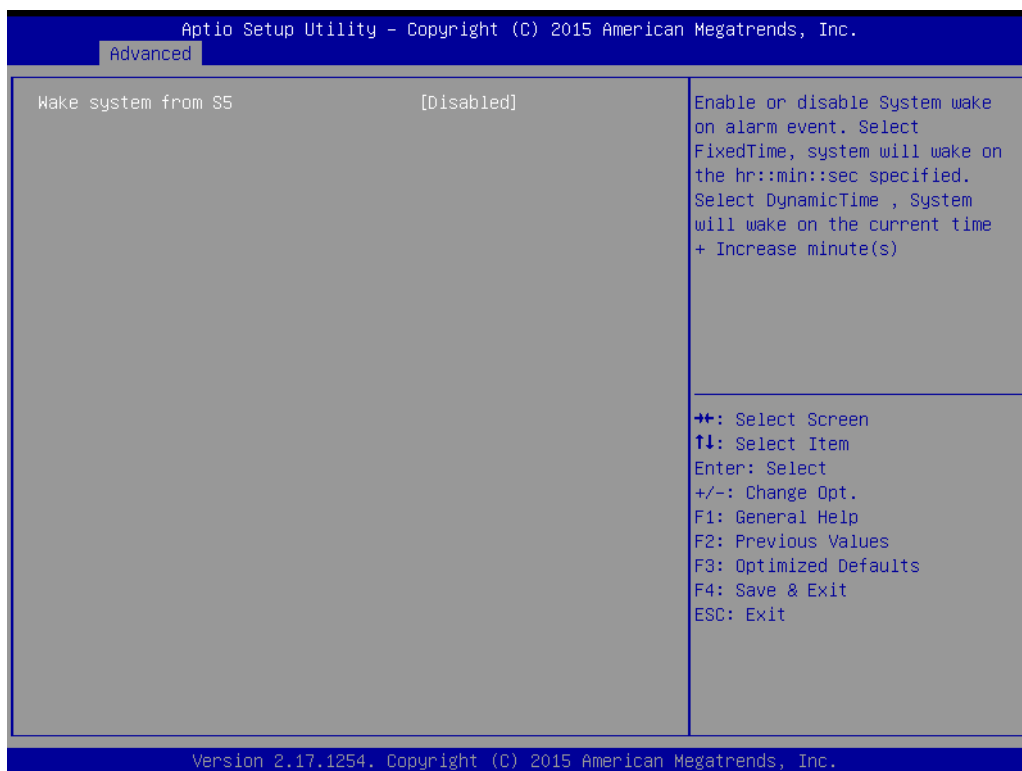 Aptio Setup Utility – Copyright (C) 2015 American Megatrends, Inc.
Advanced
Wake system from S5 [Disabled]
Enable or disable System wake
on alarm event. Select
FixedTime, system will wake on
the hr::min::sec specified.
Select DynamicTime , System
will wake on the current time
+ Increase minute(s)
→←: Select Screen
↑↓: Select Item
Enter: Select
+/-: Change Opt.
F1: General Help
F2: Previous Values
F3: Optimized Defaults
F4: Save & Exit
ESC: Exit
Version 2.17.1254. Copyright (C) 2015 American Megatrends, Inc.